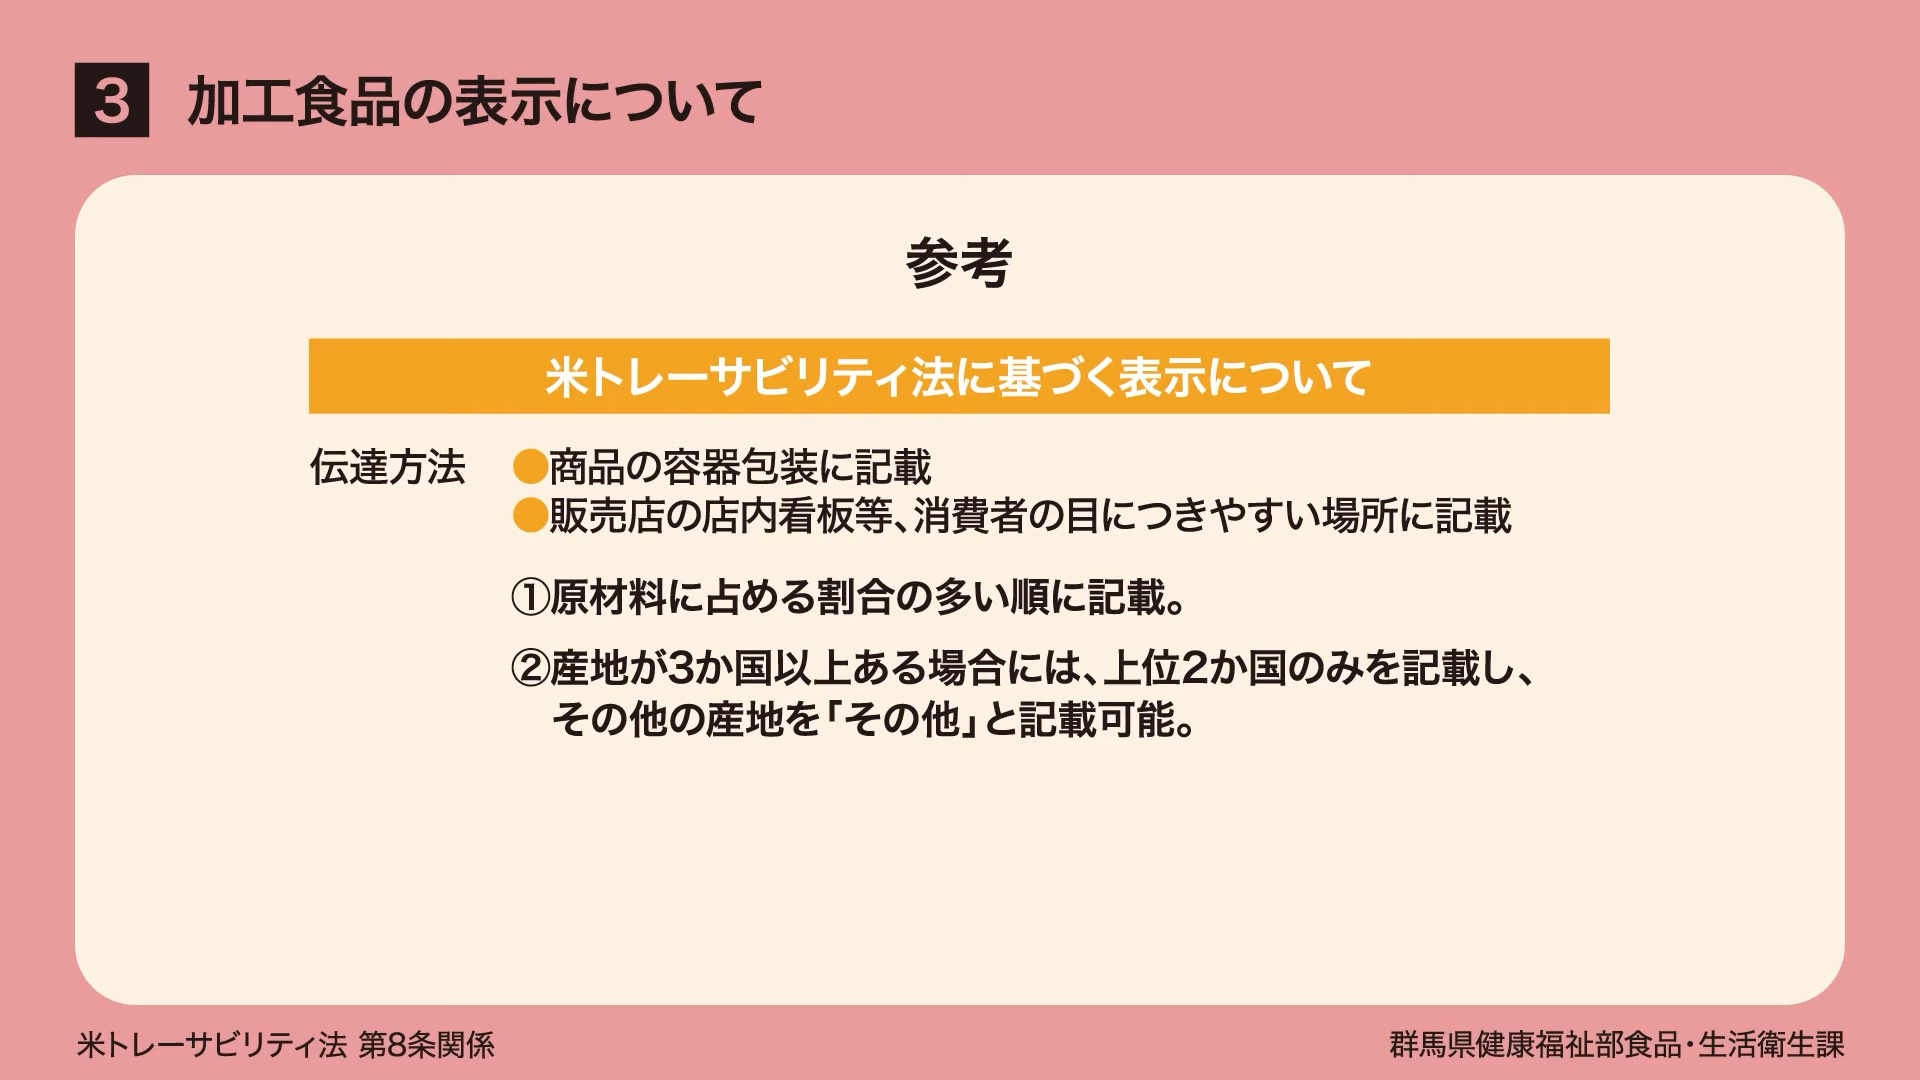 3 加工食品の表示について
参考
米トレーサビリティ法に基づく表示について
伝達方法 ●商品の容器包装に記載
●販売店の店内看板等、消費者の目につきやすい場所に記載
①原材料に占める割合の多い順に記載。
②産地が3か国以上ある場合には、上位2か国のみを記載し、
その他の産地を「その他」と記載可能。
米トレーサビリティ法 第8条関係
群馬県健康福祉部食品・生活衛生課